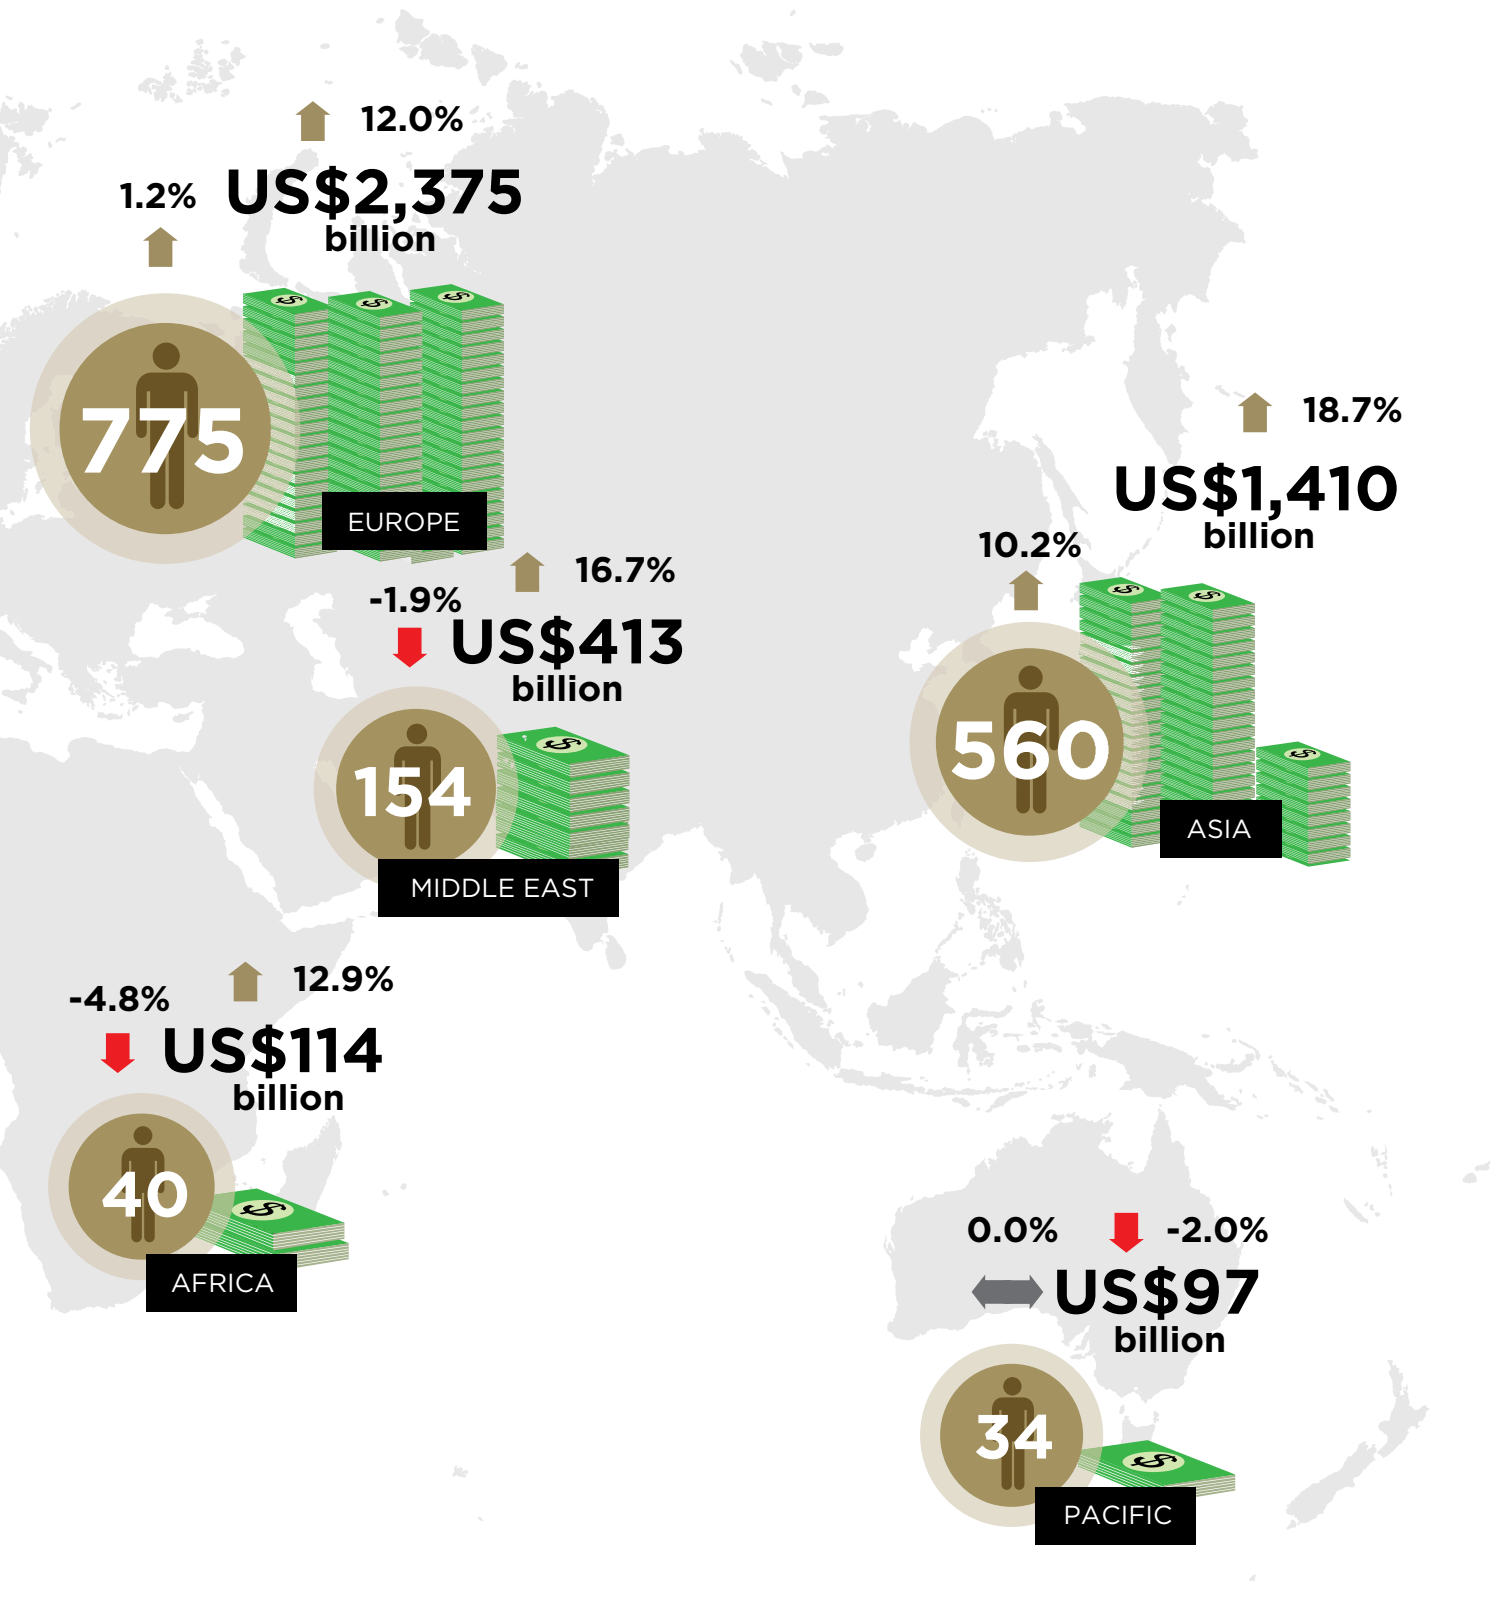 12.0%
1.2%
US$2,375
billion
$
$
$
775
EUROPE
16.7%
-1.9%
US$413
billion
$
154
MIDDLE EAST
18.7%
US$1,410
billion
10.2%
$
$
$
560
ASIA
12.9%
-4.8%
US$114
billion
40
$
AFRICA
0.0%
-2.0%
US$97
billion
34
$
PACIFIC